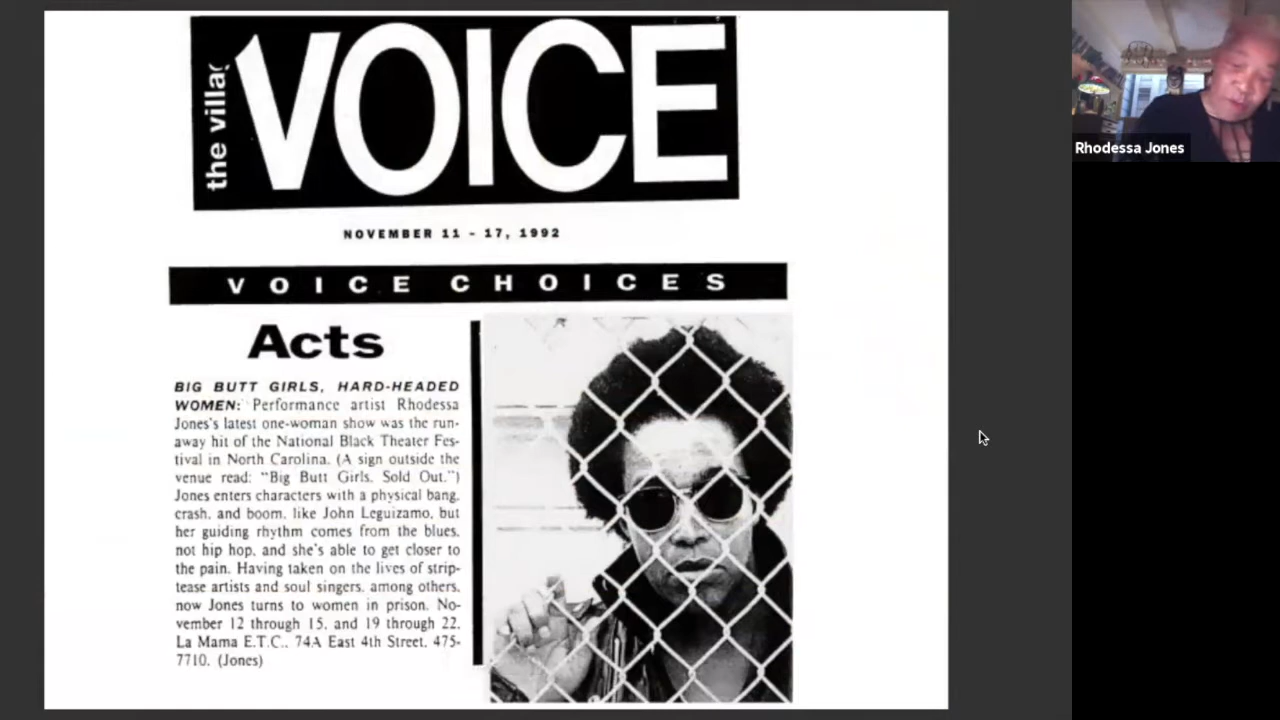 the villag
VOICE
NOVEMBER 11 - 17, 1992
VOICE CHOICES
Acts
BIG BUTT GIRLS, HARD-HEADED
WOMEN: Performance artist Rhodessa
Jones's latest one-woman show was the run-
away hit of the National Black Theater Fes-
tival in North Carolina. (A sign outside the
venue read: "Big Butt Girls. Sold Out.")
Jones enters characters with a physical bang,
crash, and boom, like John Leguizamo, but
her guiding rhythm comes from the blues,
not hip hop, and she's able to get closer to
the pain. Having taken on the lives of strip-
tease artists and soul singers, among others,
now Jones turns to women in prison. No-
vember 12 through 15, and 19 through 22,
La Mama E.T.C., 74A East 4th Street, 475-
7710. (Jones)
Rhodessa Jones